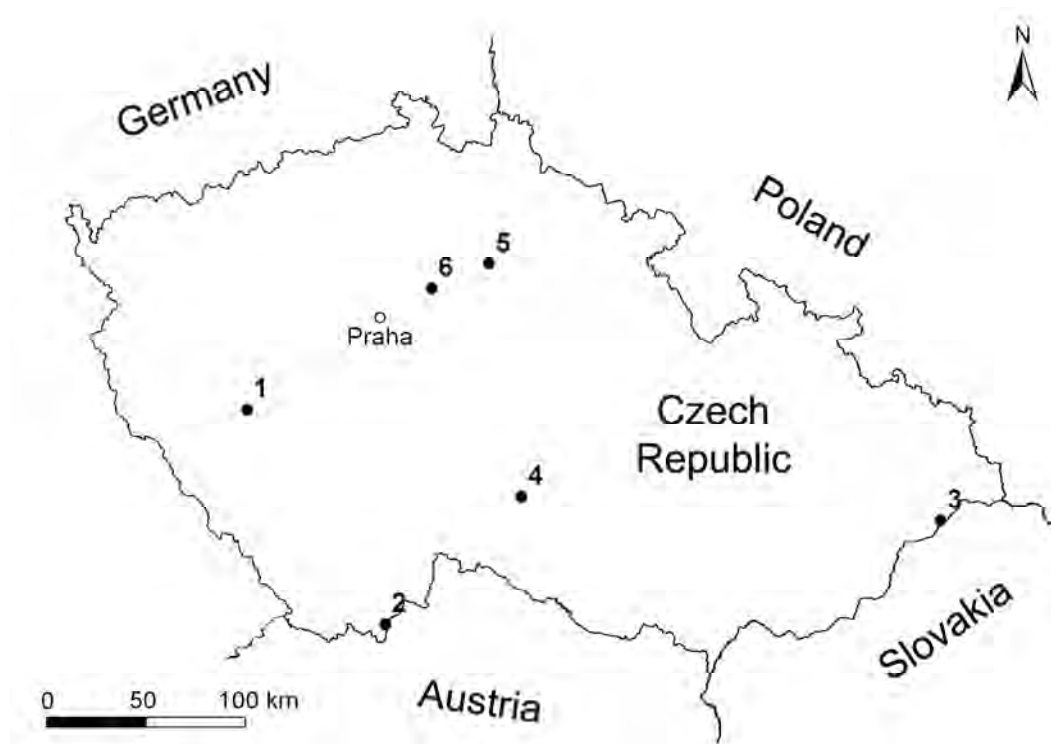 N
Germany
Poland
5
6
Praha
1
Czech
Republic
4
3
2
Slovakia
Austria
0 50 100 km